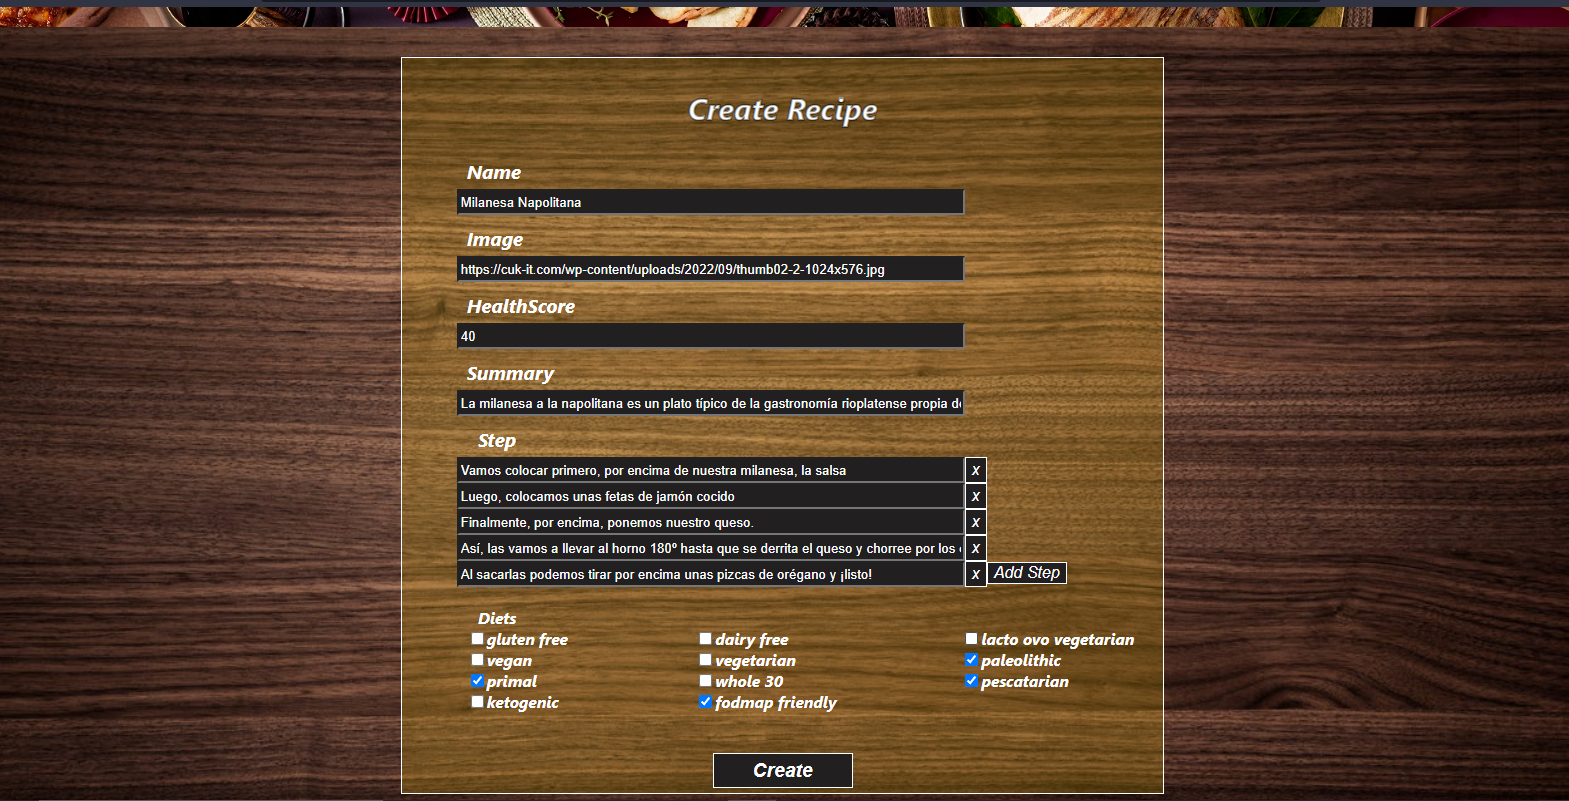 Create Recipe
Name
Milanesa Napolitana
Image
https://cuk-it.com/wp-content/uploads/2022/09/thumb02-2-1024x576.jpg
HealthScore
40
Summary
La milanesa a la napolitana es un plato típico de la gastronomía rioplatense propia
Step
Vamos colocar primero, por encima de nuestra milanesa, la salsa x
Luego, colocamos unas fetas de jamón cocido x
Finalmente, por encima, ponemos nuestro queso. x
Así, las vamos a llevar al horno 180º hasta que se derrita el queso y chorree por los x
Al sacarlas podemos tirar por encima unas pizcas de orégano y ¡listo! x Add Step
Diets
gluten free dairy free lacto ovo vegetarian
vegan vegetarian paleolithic
primal whole 30 pescatarian
ketogenic fodmap friendly
Create